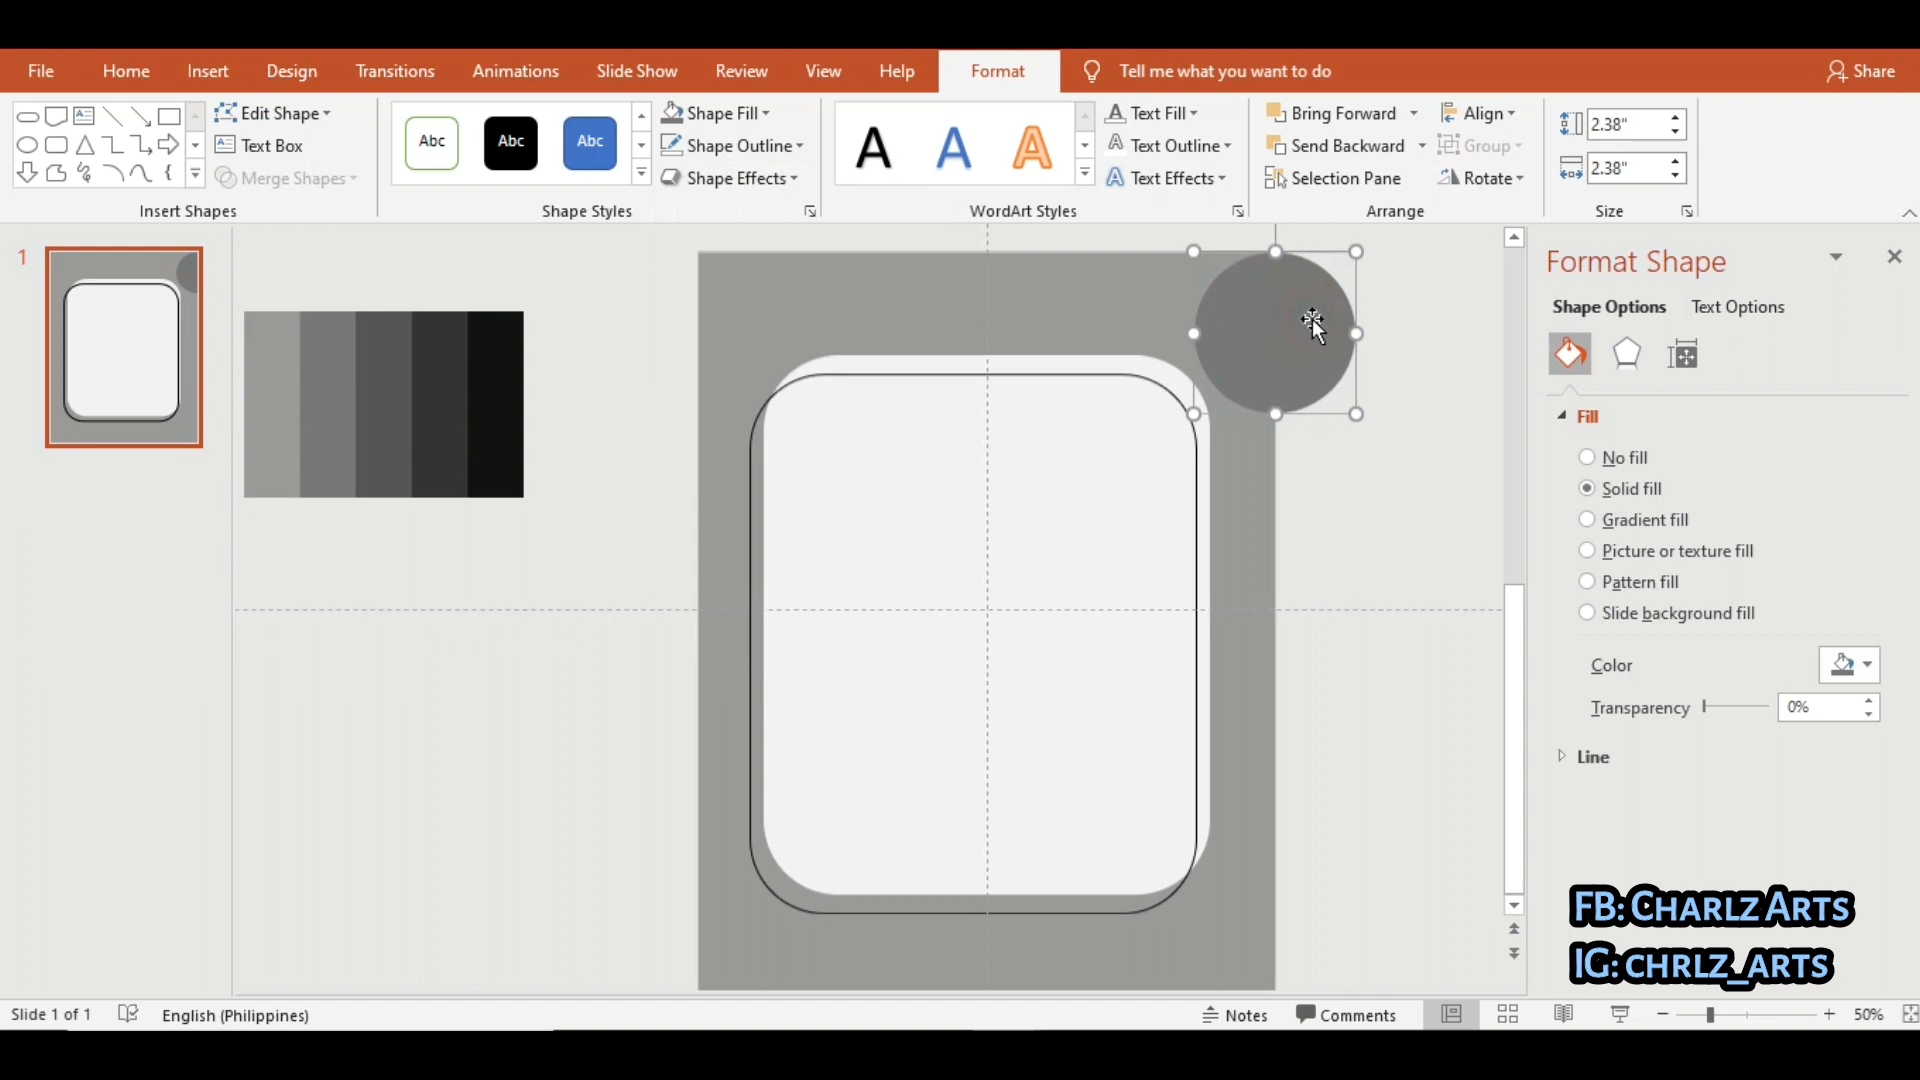 File Home Insert Design Transitions Animations Slide Show Review View Help Format Tell me what you want to do Share
Edit Shape
Text Box
Merge Shapes
Insert Shapes
Abc Abc Abc
Shape Fill
Shape Outline
Shape Effects
Shape Styles
A A A
Text Fill
Text Outline
Text Effects
WordArt Styles
Bring Forward
Send Backward
Selection Pane
Align
Group
Rotate
Arrange
2.38"
2.38"
Size
1
Format Shape
Shape Options Text Options
Fill
No fill
Solid fill
Gradient fill
Picture or texture fill
Pattern fill
Slide background fill
Color
Transparency 0%
Line
FB: Charlz Arts
IG: chrlz_arts
Slide 1 of 1 English (Philippines) Notes Comments 50%